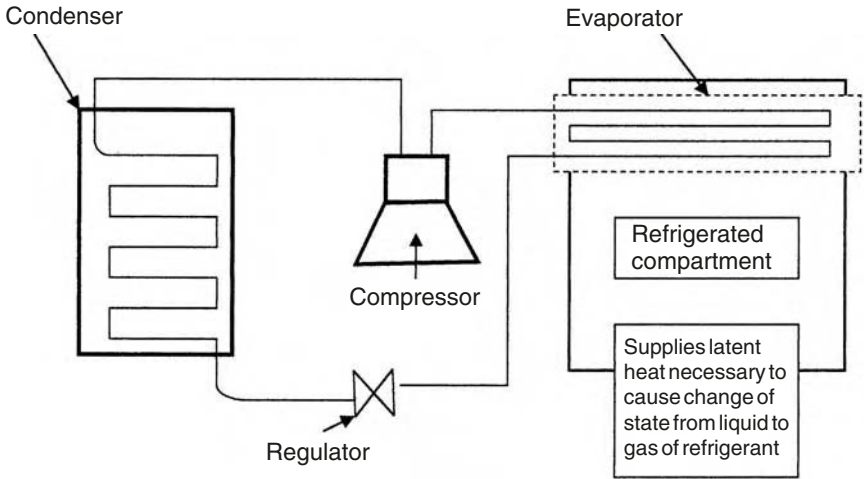 Condenser
Evaporator
Refrigerated
compartment
Compressor
Supplies latent
heat necessary to
cause change of
state from liquid to
gas of refrigerant
Regulator